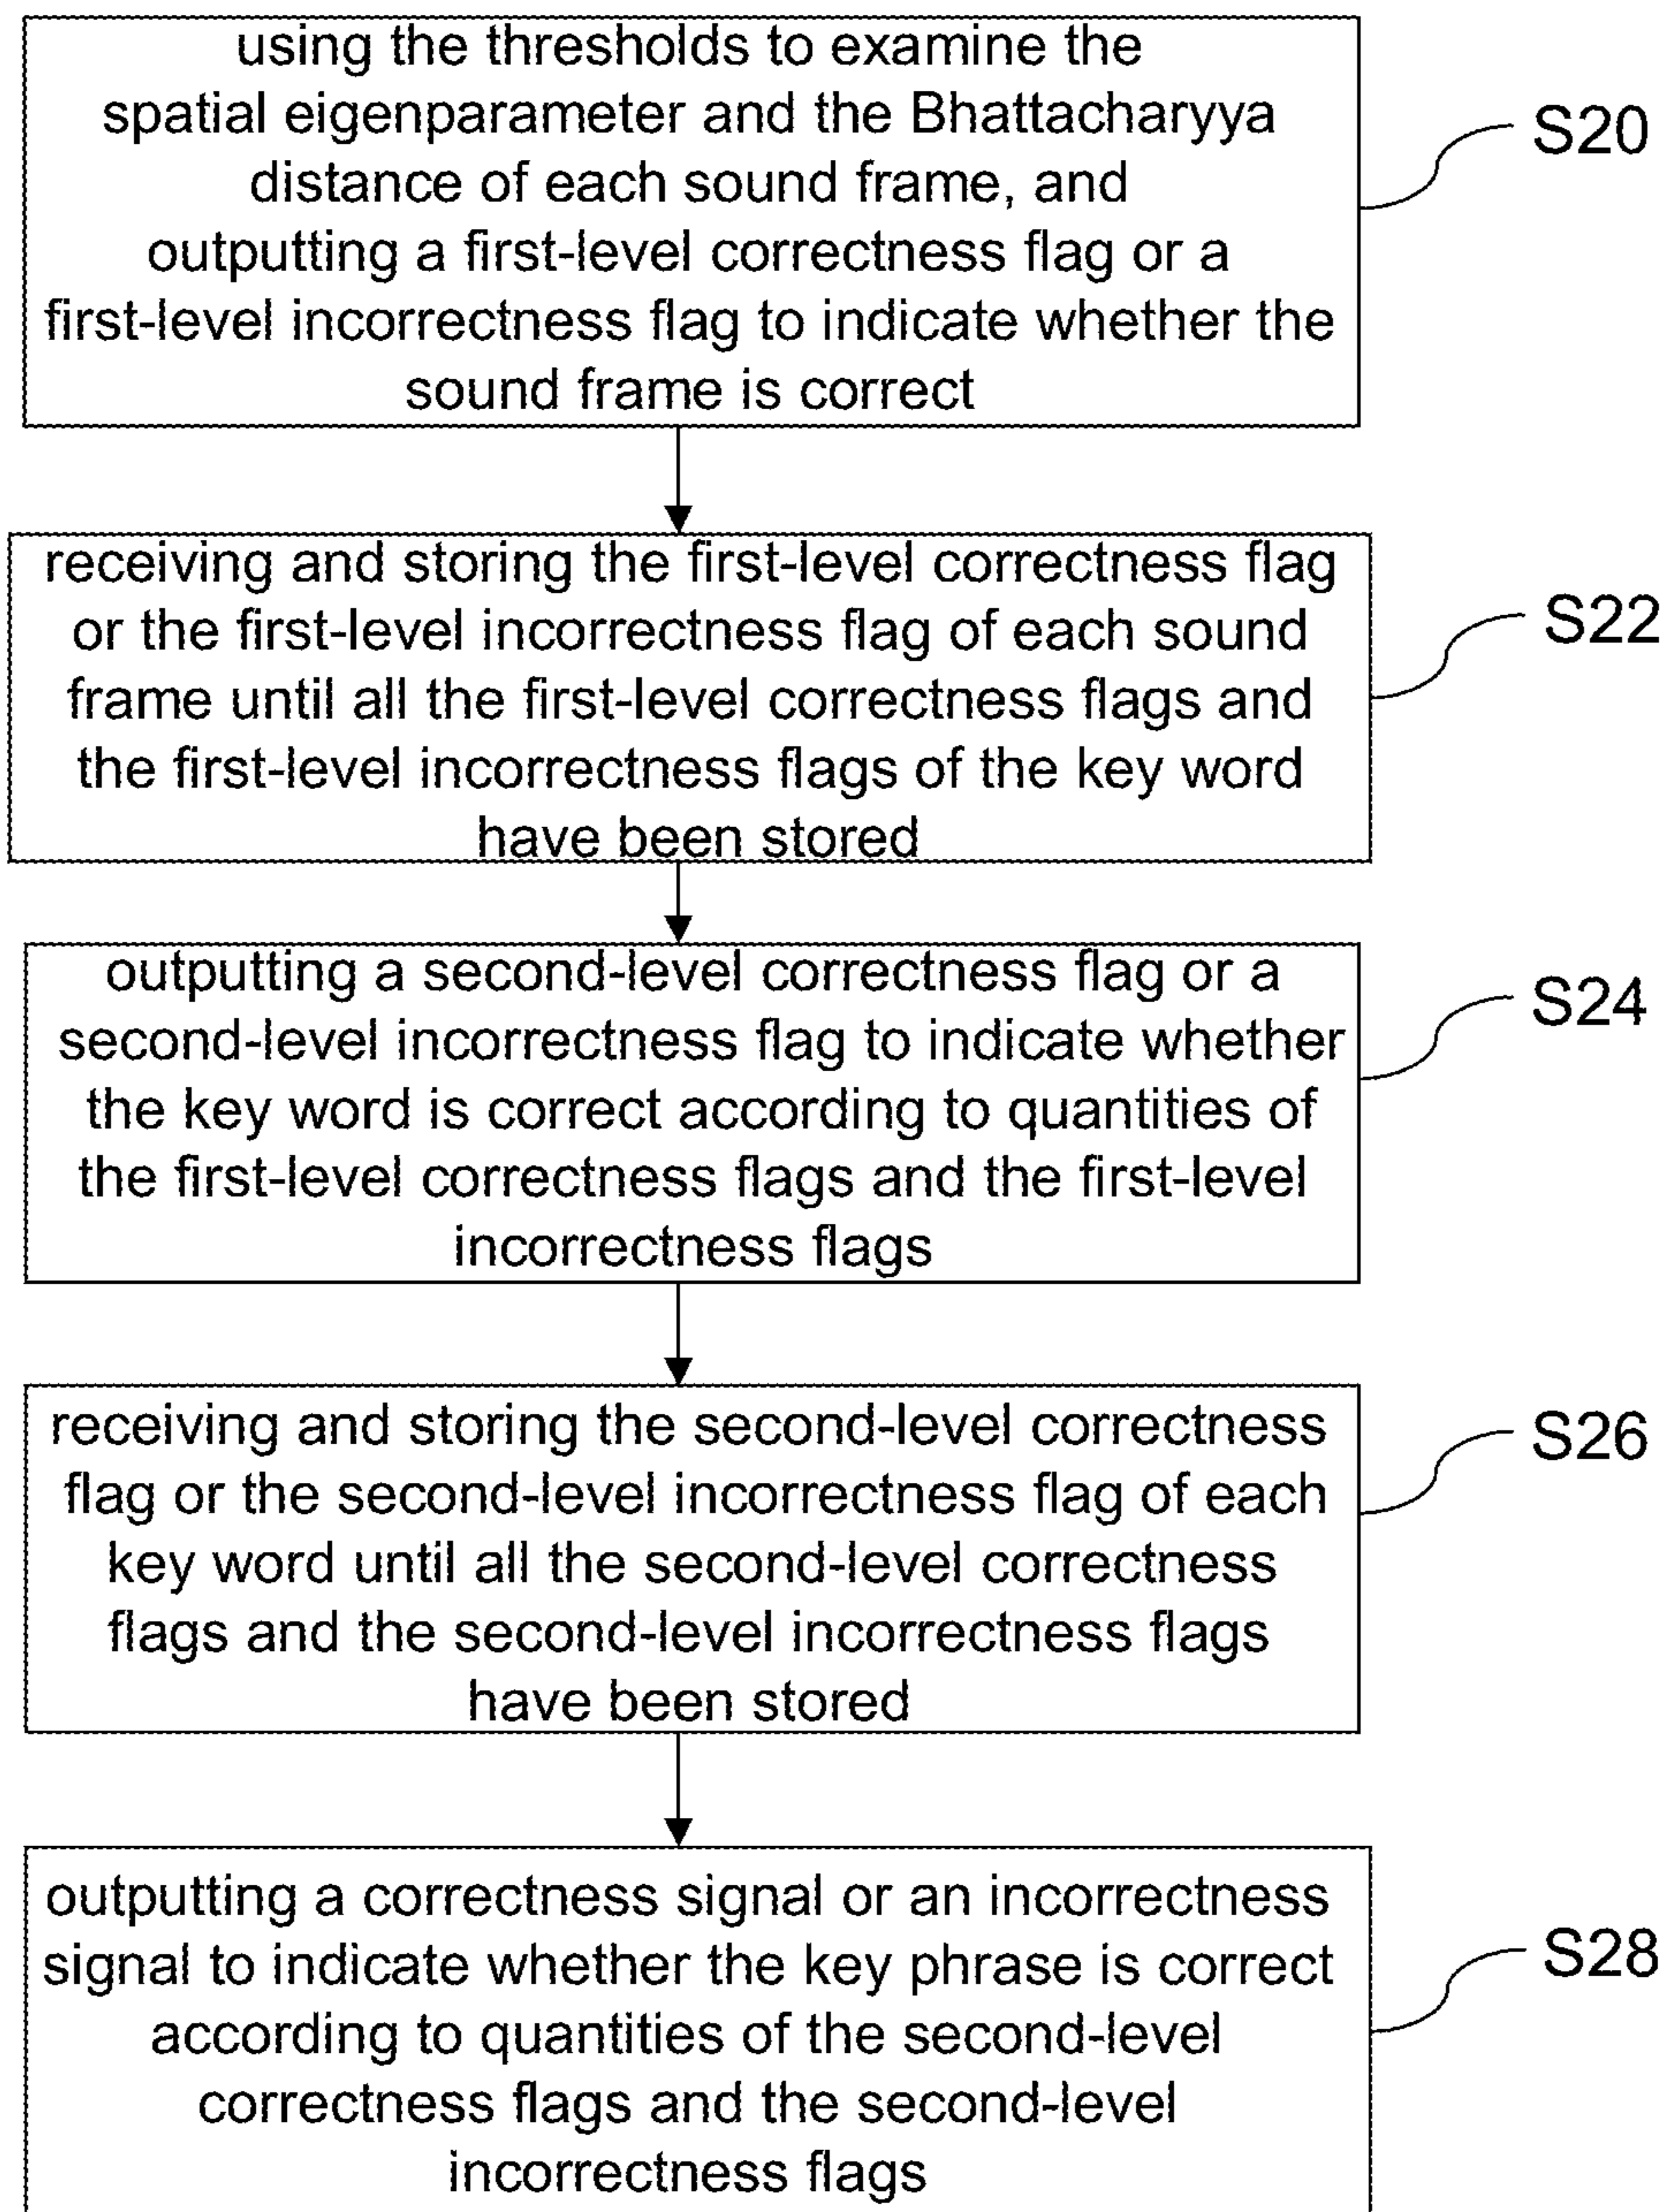 using the thresholds to examine the
spatial eigenparameter and the Bhattacharyya
distance of each sound frame, and
outputting a first-level correctness flag or a
first-level incorrectness flag to indicate whether the
sound frame is correct
S20
receiving and storing the first-level correctness flag
or the first-level incorrectness flag of each sound
frame until all the first-level correctness flags and
the first-level incorrectness flags of the key word
have been stored
S22
outputting a second-level correctness flag or a
second-level incorrectness flag to indicate whether
the key word is correct according to quantities of
the first-level correctness flags and the first-level
incorrectness flags
S24
receiving and storing the second-level correctness
flag or the second-level incorrectness flag of each
key word until all the second-level correctness
flags and the second-level incorrectness flags
have been stored
S26
outputting a correctness signal or an incorrectness
signal to indicate whether the key phrase is correct
according to quantities of the second-level
correctness flags and the second-level
incorrectness flags
S28